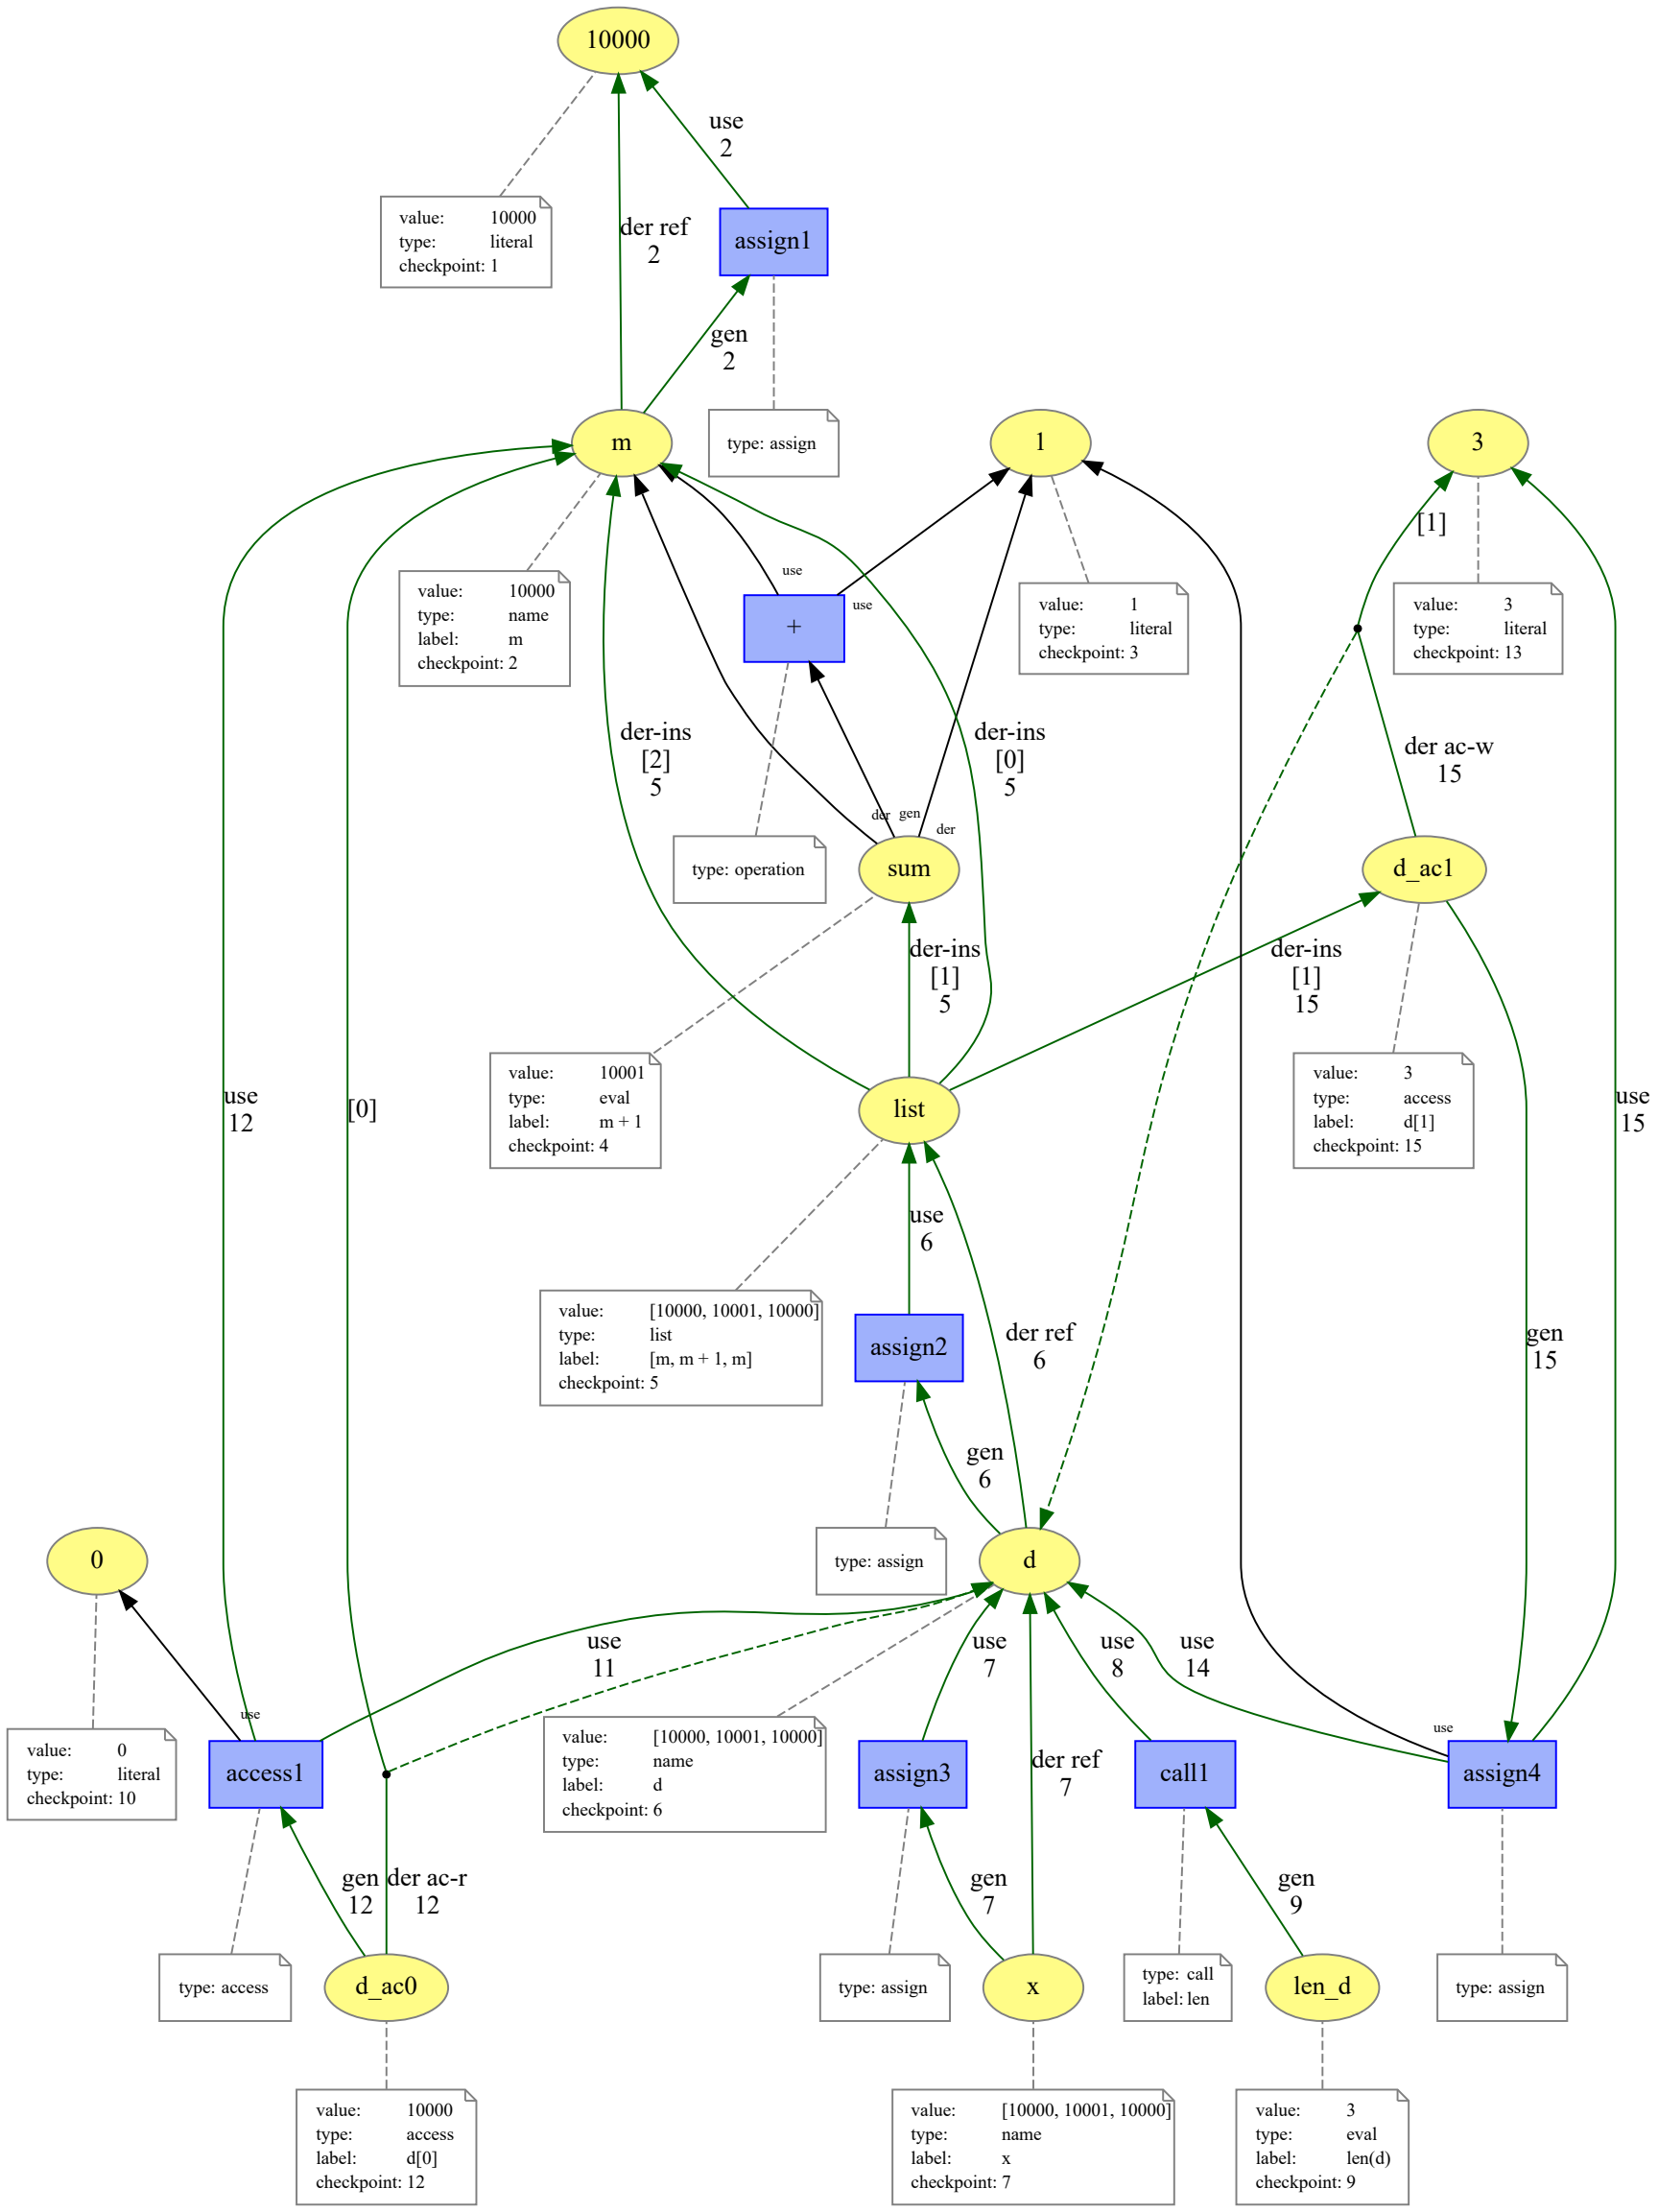 10000
use
2
value: 10000
type: literal
checkpoint: 1
der ref
2
assign1
gen
2
m
type: assign
1
3
[1]
use
use
+
value: 10000
type: name
label: m
checkpoint: 2
value: 1
type: literal
checkpoint: 3
value: 3
type: literal
checkpoint: 13
der-ins
[2]
5
der-ins
[0]
5
der ac-w
15
der
gen
der
type: operation
sum
d_ac1
der-ins
[1]
5
der-ins
[1]
15
use
12
[0]
value: 10001
type: eval
label: m + 1
checkpoint: 4
list
value: 3
type: access
label: d[1]
checkpoint: 15
use
15
use
6
value: [10000, 10001, 10000]
type: list
label: [m, m + 1, m]
checkpoint: 5
assign2
der ref
6
gen
15
gen
6
0
type: assign
d
use
11
use
7
use
8
use
14
use
use
value: 0
type: literal
checkpoint: 10
access1
value: [10000, 10001, 10000]
type: name
label: d
checkpoint: 6
assign3
der ref
7
call1
assign4
gen
12
der ac-r
12
gen
7
gen
9
type: access
d_ac0
type: assign
x
type: call
label: len
len_d
type: assign
value: 10000
type: access
label: d[0]
checkpoint: 12
value: [10000, 10001, 10000]
type: name
label: x
checkpoint: 7
value: 3
type: eval
label: len(d)
checkpoint: 9